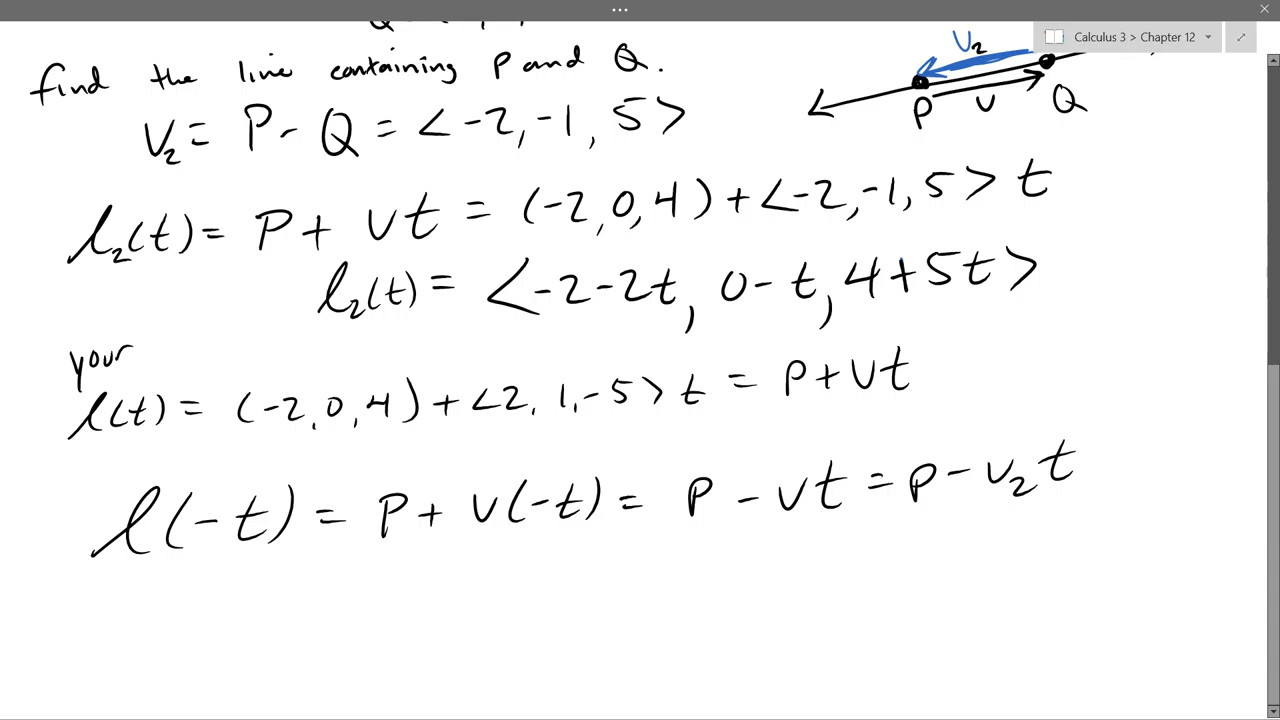 Calculus 3 > Chapter 12
find the line containing P and Q.
V₂
P
V
Q
V₂ = P - Q = <-2, -1, 5>
l₂(t) = P + Vt = (-2, 0, 4) + <-2, -1, 5> t
l₂(t) = <-2-2t, 0-t, 4+5t>
your
l(t) = (-2, 0, 4) + <2, 1, -5> t = P + Vt
l(-t) = P + V(-t) = P - Vt = P - V₂t